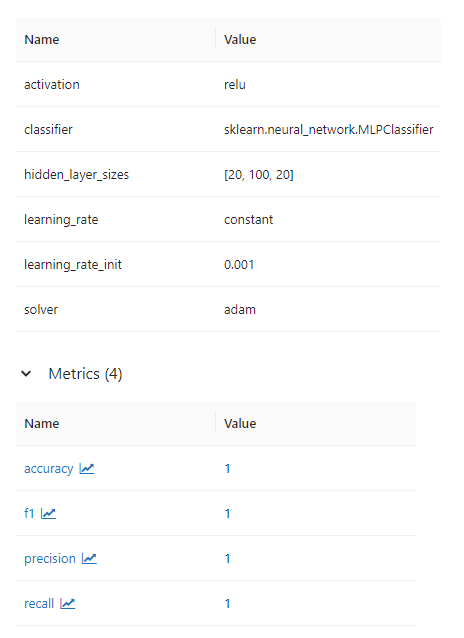 Name Value
activation relu
classifier sklearn.neural_network.MLPClassifier
hidden_layer_sizes [20, 100, 20]
learning_rate constant
learning_rate_init 0.001
solver adam
Metrics (4)
Name Value
accuracy 1
f1 1
precision 1
recall 1